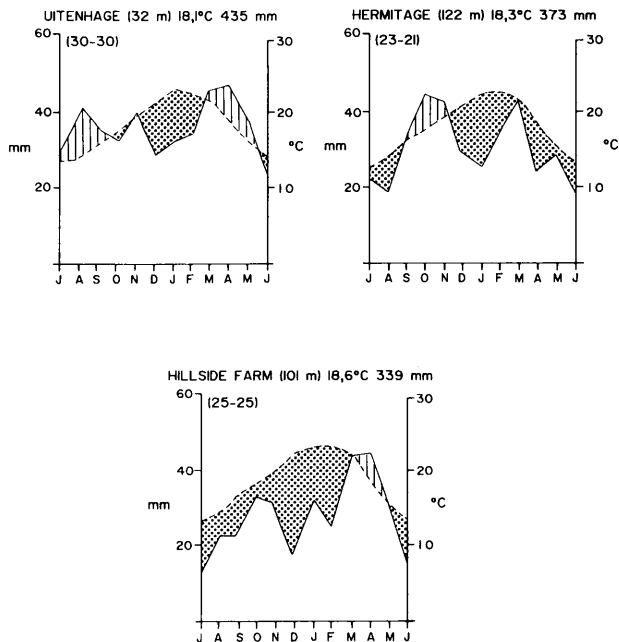 UITENHAGE (32 m) 18,1°C 435 mm
(30-30)
60
40
mm
20
30
20
°C
10
J A S O N D J F M A M J
HERMITAGE (122 m) 18,3°C 373 mm
(23-21)
60
40
mm
20
30
20
°C
10
J A S O N D J F M A M J
HILLSIDE FARM (101 m) 18,6°C 339 mm
(25-25)
60
40
mm
20
30
20
°C
10
J A S O N D J F M A M J